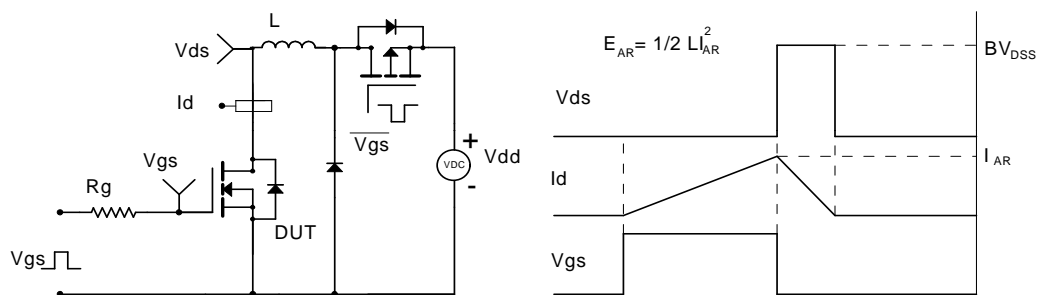 L
Vds
Id
Vgs
Rg
DUT
Vgs
Vgs
VDC
+
-
Vdd
E_AR= 1/2 LI²_AR
BV_DSS
Vds
I_AR
Id
Vgs